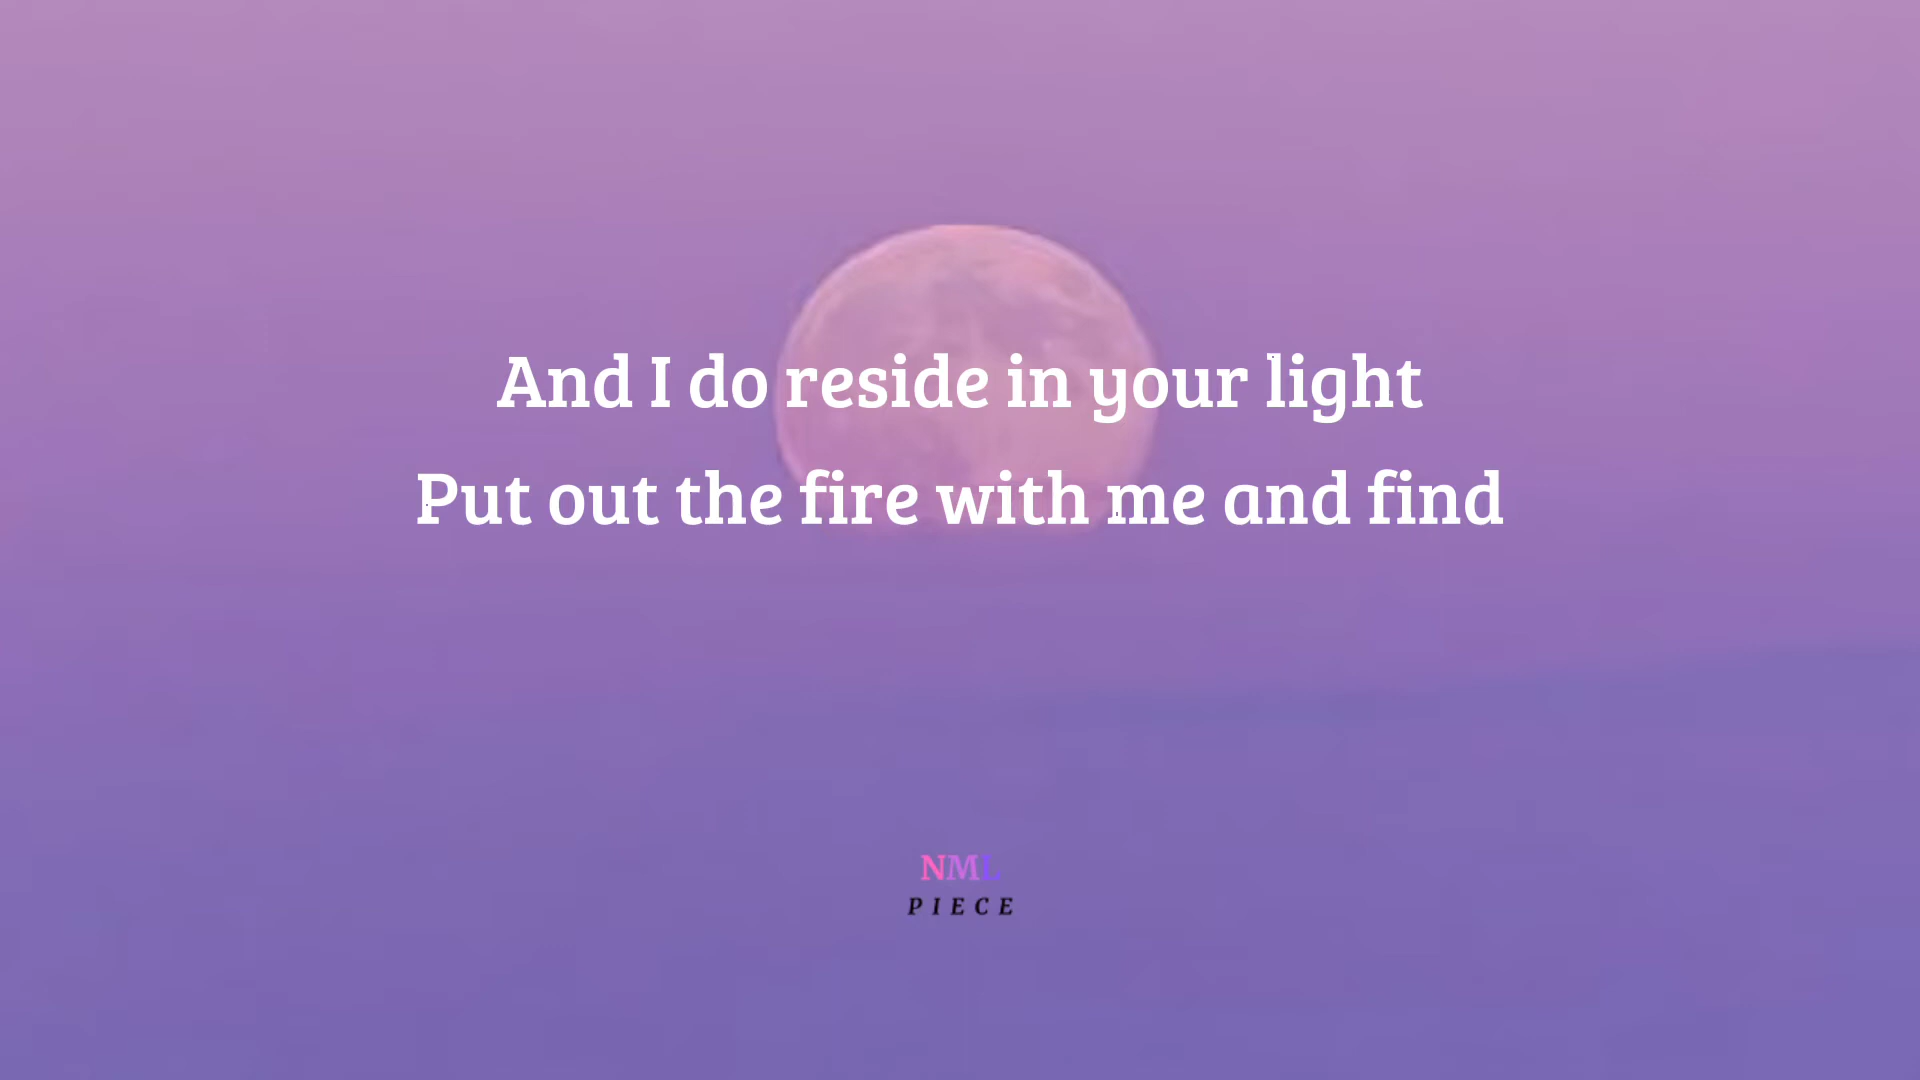 And I do reside in your light
Put out the fire with me and find
NML
PIECE